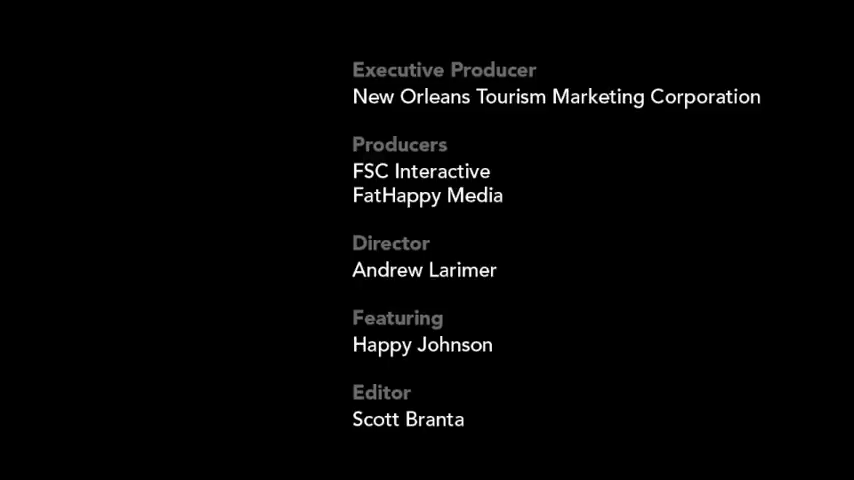 Executive Producer
New Orleans Tourism Marketing Corporation
Producers
FSC Interactive
FatHappy Media
Director
Andrew Larimer
Featuring
Happy Johnson
Editor
Scott Branta